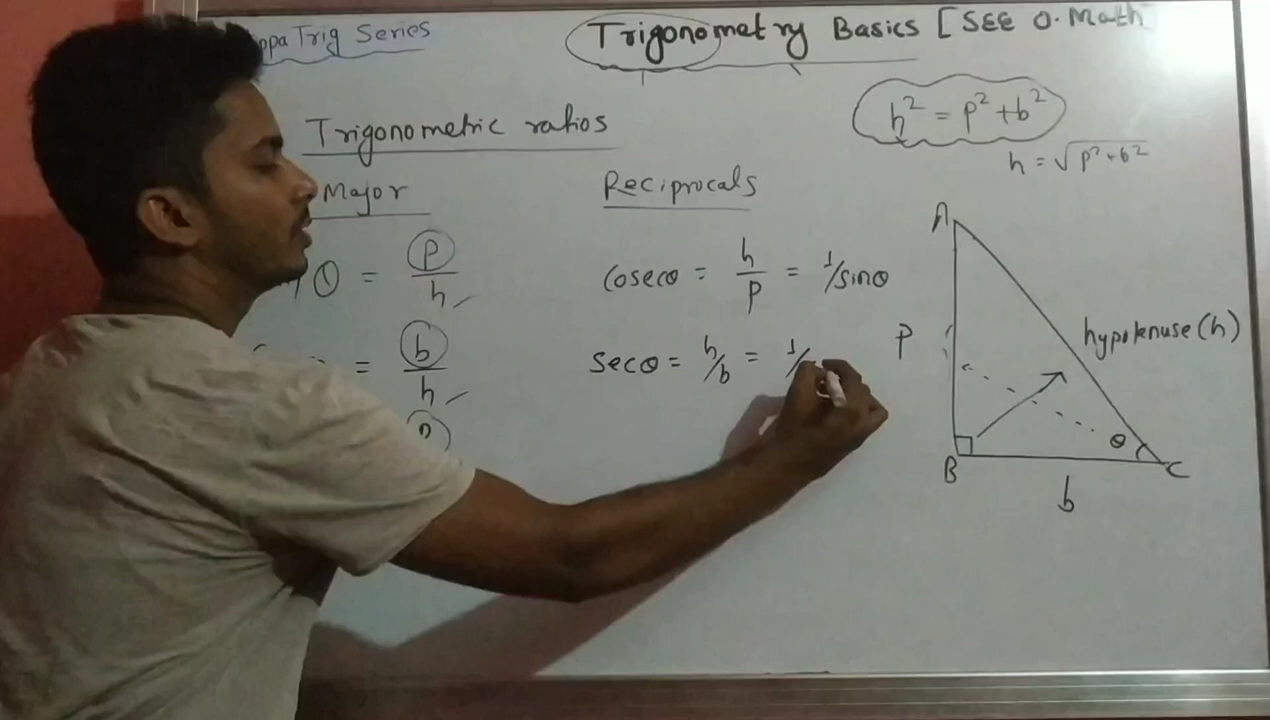 Trig Series
Trigonometry Basics [SEE O. Math
h² = p² + b²
h = √p²+b²
Trigonometric ratios
Major
Reciprocals
θ = p/h
cosecθ = h/p = 1/sinθ
= b/h
secθ = h/b = 1/
A
P
hypotenuse (h)
θ
B
C
b